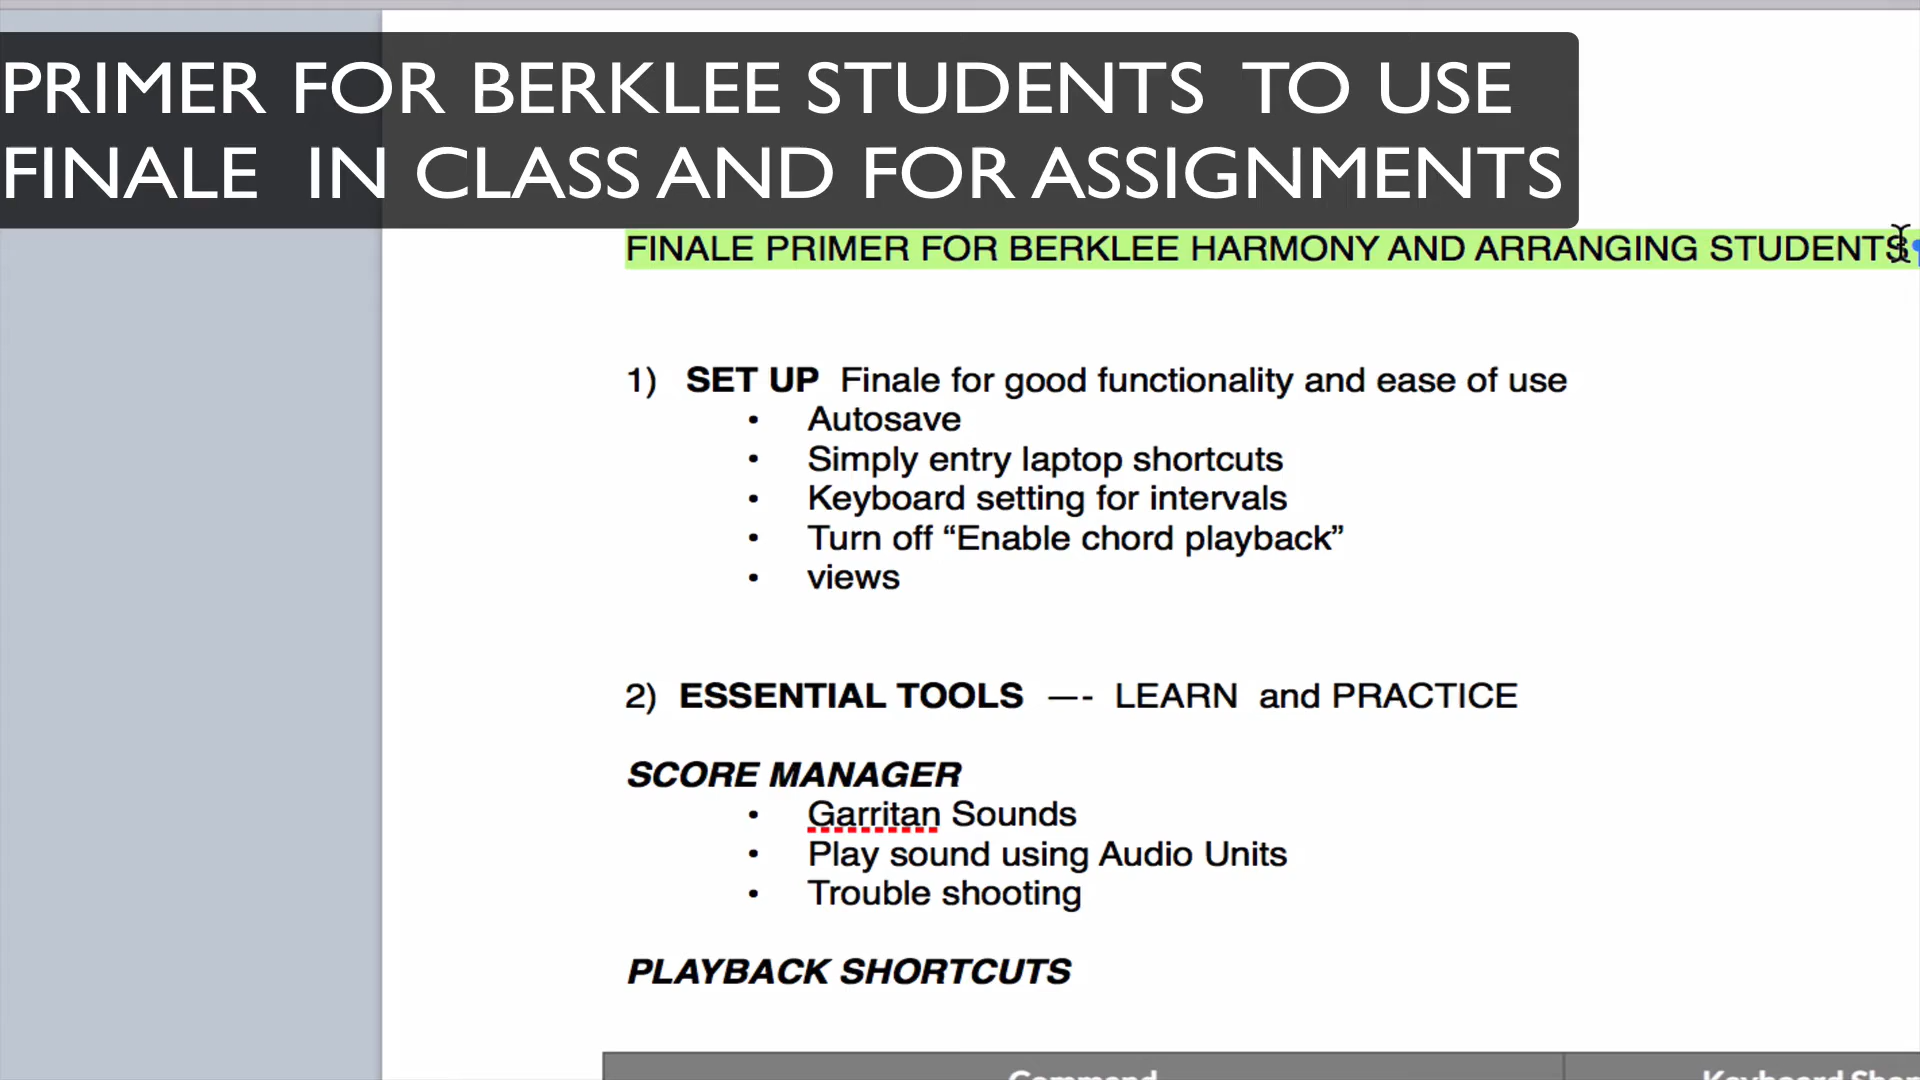 PRIMER FOR BERKLEE STUDENTS TO USE
FINALE IN CLASS AND FOR ASSIGNMENTS
FINALE PRIMER FOR BERKLEE HARMONY AND ARRANGING STUDENTS
1) SET UP Finale for good functionality and ease of use
• Autosave
• Simply entry laptop shortcuts
• Keyboard setting for intervals
• Turn off “Enable chord playback”
• views
2) ESSENTIAL TOOLS —- LEARN and PRACTICE
SCORE MANAGER
• Garritan Sounds
• Play sound using Audio Units
• Trouble shooting
PLAYBACK SHORTCUTS
Command Keyboard